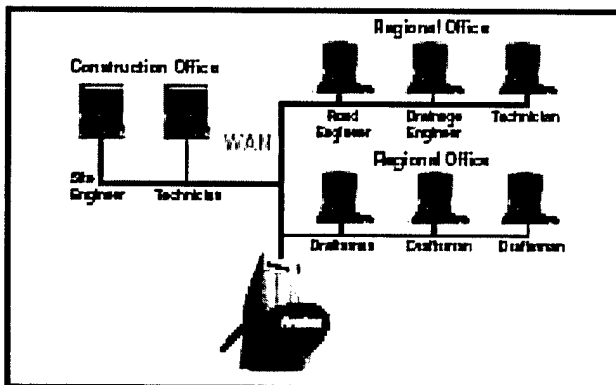 Regional Office
Construction Office
Road Engineer
Drainage Engineer
Technician
WAN
Regional Office
Site Engineer
Technician
Draftsman
Draftsman
Draftsman